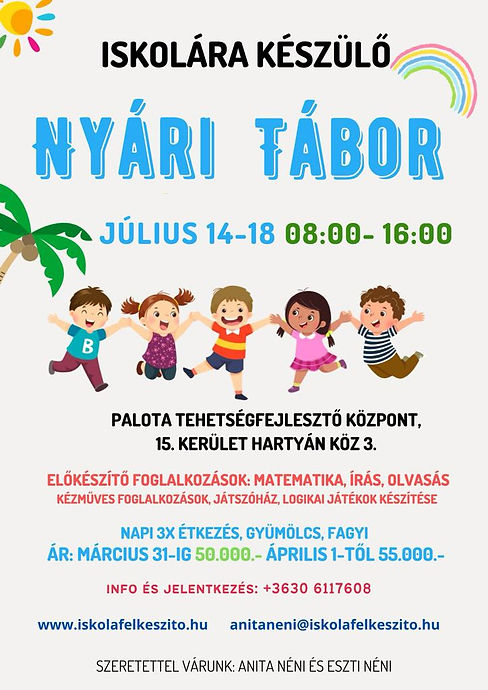 ISKOLÁRA KÉSZÜLŐ
NYÁRI TÁBOR
JÚLIUS 14-18 08:00- 16:00
B
PALOTA TEHETSÉGFEJLESZTŐ KÖZPONT,
15. KERÜLET HARTYÁN KÖZ 3.
ELŐKÉSZÍTŐ FOGLALKOZÁSOK: MATEMATIKA, ÍRÁS, OLVASÁS
KÉZMŰVES FOGLALKOZÁSOK, JÁTSZÓHÁZ, LOGIKAI JÁTÉKOK KÉSZÍTÉSE
NAPI 3X ÉTKEZÉS, GYÜMÖLCS, FAGYI
ÁR: MÁRCIUS 31-IG 50.000.- ÁPRILIS 1-TŐL 55.000.-
INFO ÉS JELENTKEZÉS: +3630 6117608
www.iskolafelkeszito.hu anitaneni@iskolafelkeszito.hu
SZERETETTEL VÁRUNK: ANITA NÉNI ÉS ESZTI NÉNI